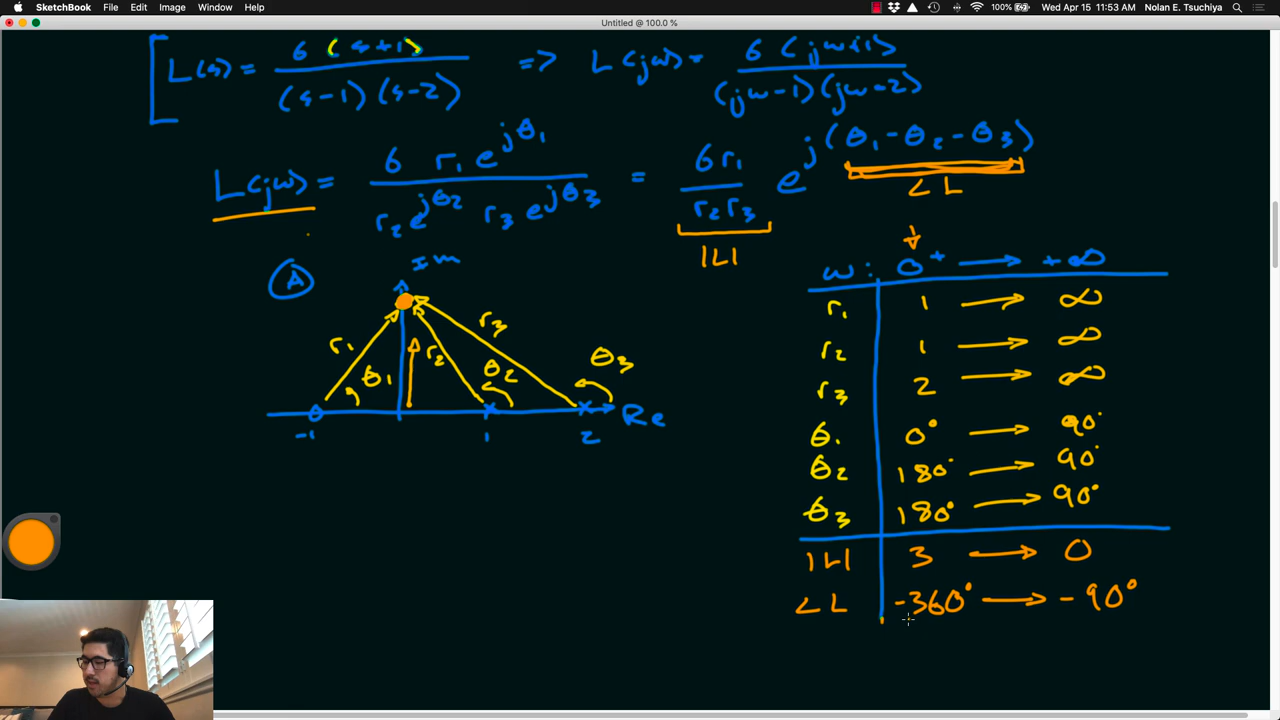 SketchBook File Edit Image Window Help 100% Wed Apr 15 11:53 AM Nolan E. Tsuchiya
Untitled @ 100.0 %
L(s) = 6 (s+1) / (s-1)(s-2) => L(jω) = 6 (jω+1) / (jω-1)(jω-2)
L(jω) = 6 r₁ e^jθ₁ / r₂ e^jθ₂ r₃ e^jθ₃ = 6r₁ / r₂r₃ e^j(θ₁-θ₂-θ₃)
|L| ∠L
A Im
r₁ θ₁ r₂ θ₂ r₃ θ₃
-1 1 2 Re
ω: 0⁺ → +∞
r₁ 1 → ∞
r₂ 1 → ∞
r₃ 2 → ∞
θ₁ 0° → 90°
θ₂ 180° → 90°
θ₃ 180° → 90°
|L| 3 → 0
∠L -360° → -90°